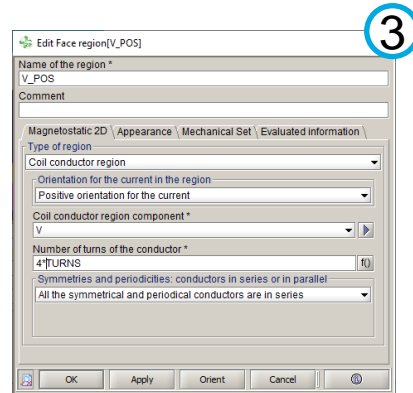 3
Edit Face region[V_POS]
Name of the region *
V_POS
Comment
Magnetostatic 2D Appearance Mechanical Set Evaluated information
Type of region
Coil conductor region
Orientation for the current in the region
Positive orientation for the current
Coil conductor region component *
V
Number of turns of the conductor *
4*TURNS f()
Symmetries and periodicities: conductors in series or in parallel
All the symmetrical and periodical conductors are in series
OK Apply Orient Cancel